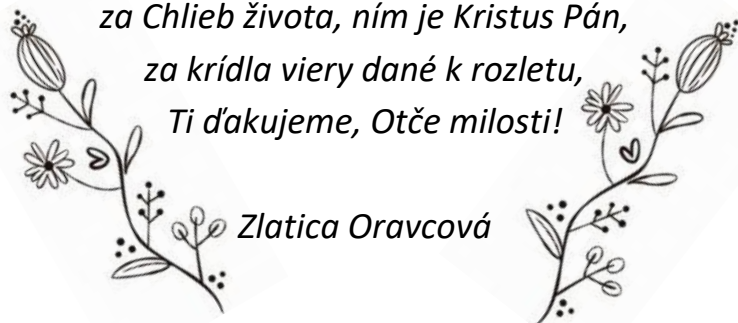 za Chlieb života, ním je Kristus Pán,
za krídla viery dané k rozletu,
Ti ďakujeme, Otče milosti!
Zlatica Oravcová